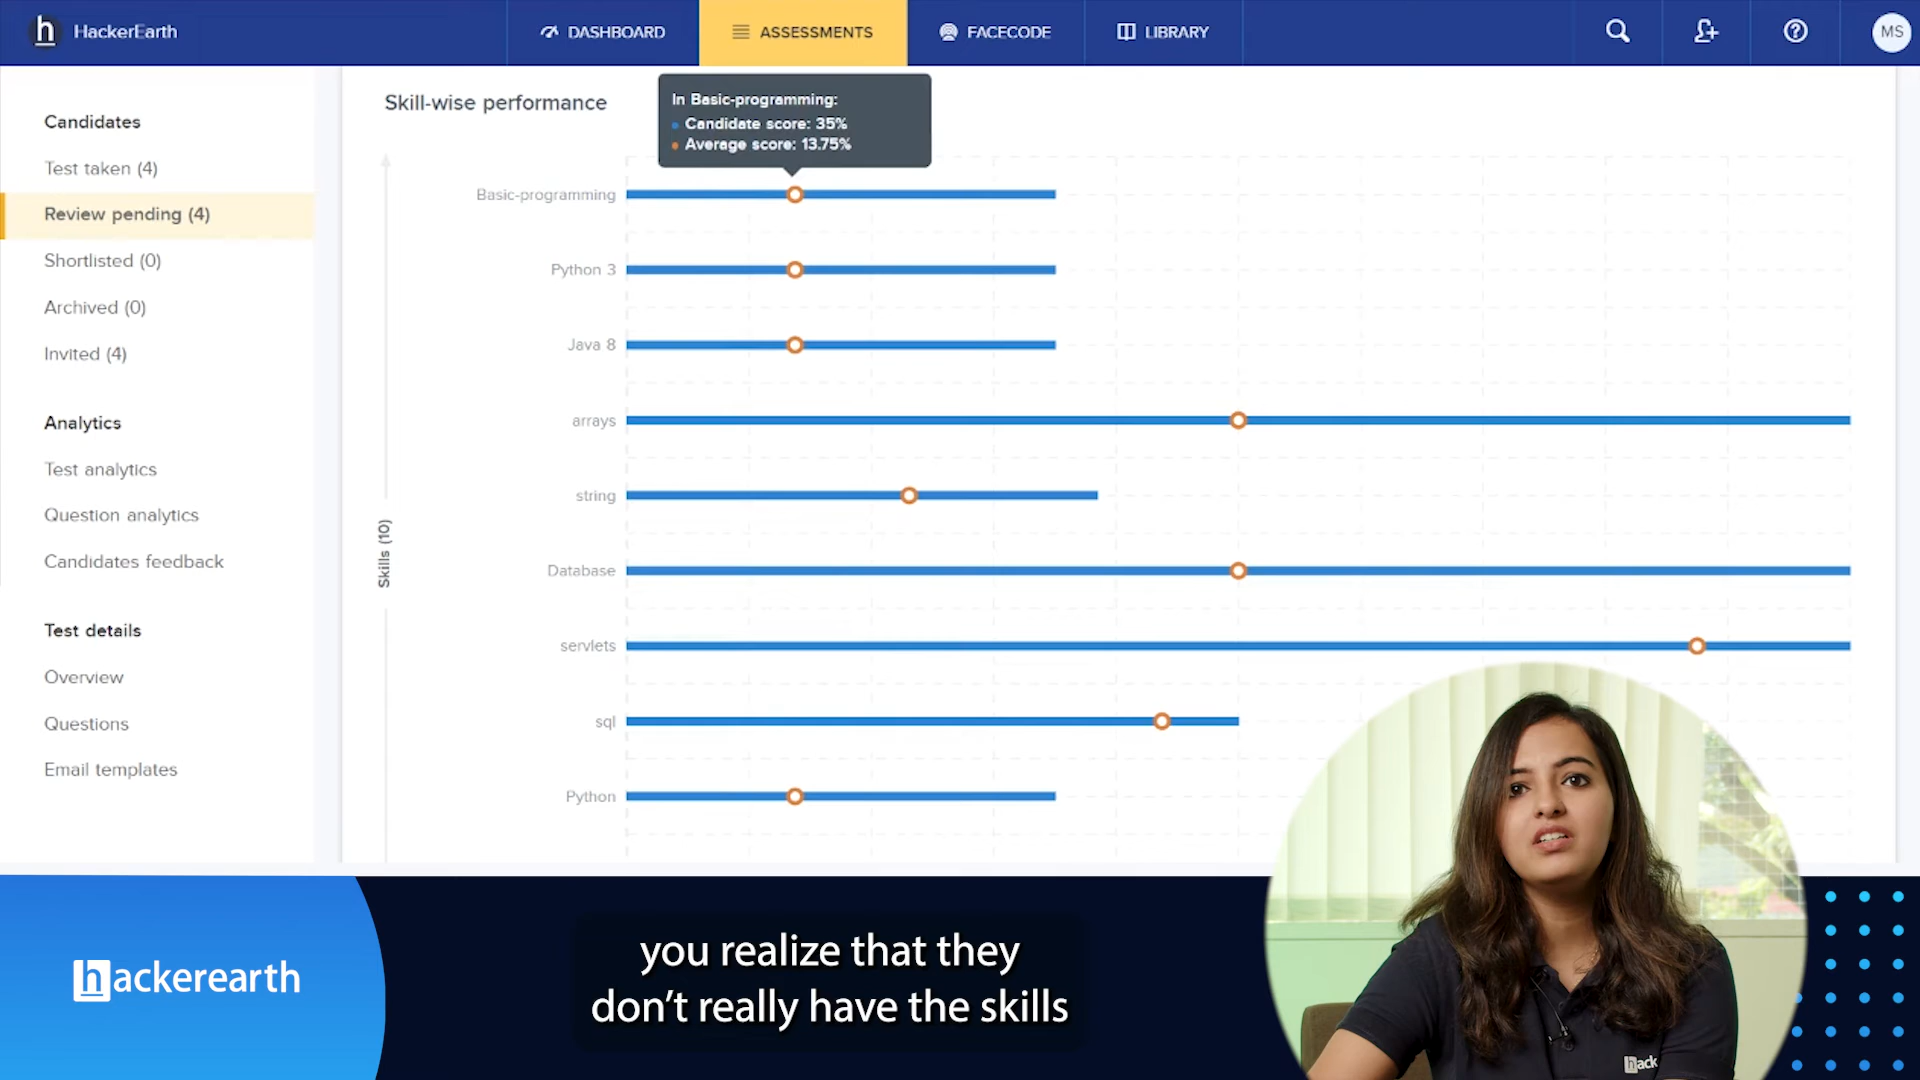 h HackerEarth
DASHBOARD
ASSESSMENTS
FACECODE
LIBRARY
MS
Candidates
Test taken (4)
Review pending (4)
Shortlisted (0)
Archived (0)
Invited (4)
Analytics
Test analytics
Question analytics
Candidates feedback
Test details
Overview
Questions
Email templates
Skill-wise performance
In Basic-programming:
Candidate score: 35%
Average score: 13.75%
Skills (10)
Basic-programming
Python 3
Java 8
arrays
string
Database
servlets
sql
Python
hackerearth
you realize that they
don’t really have the skills
hack